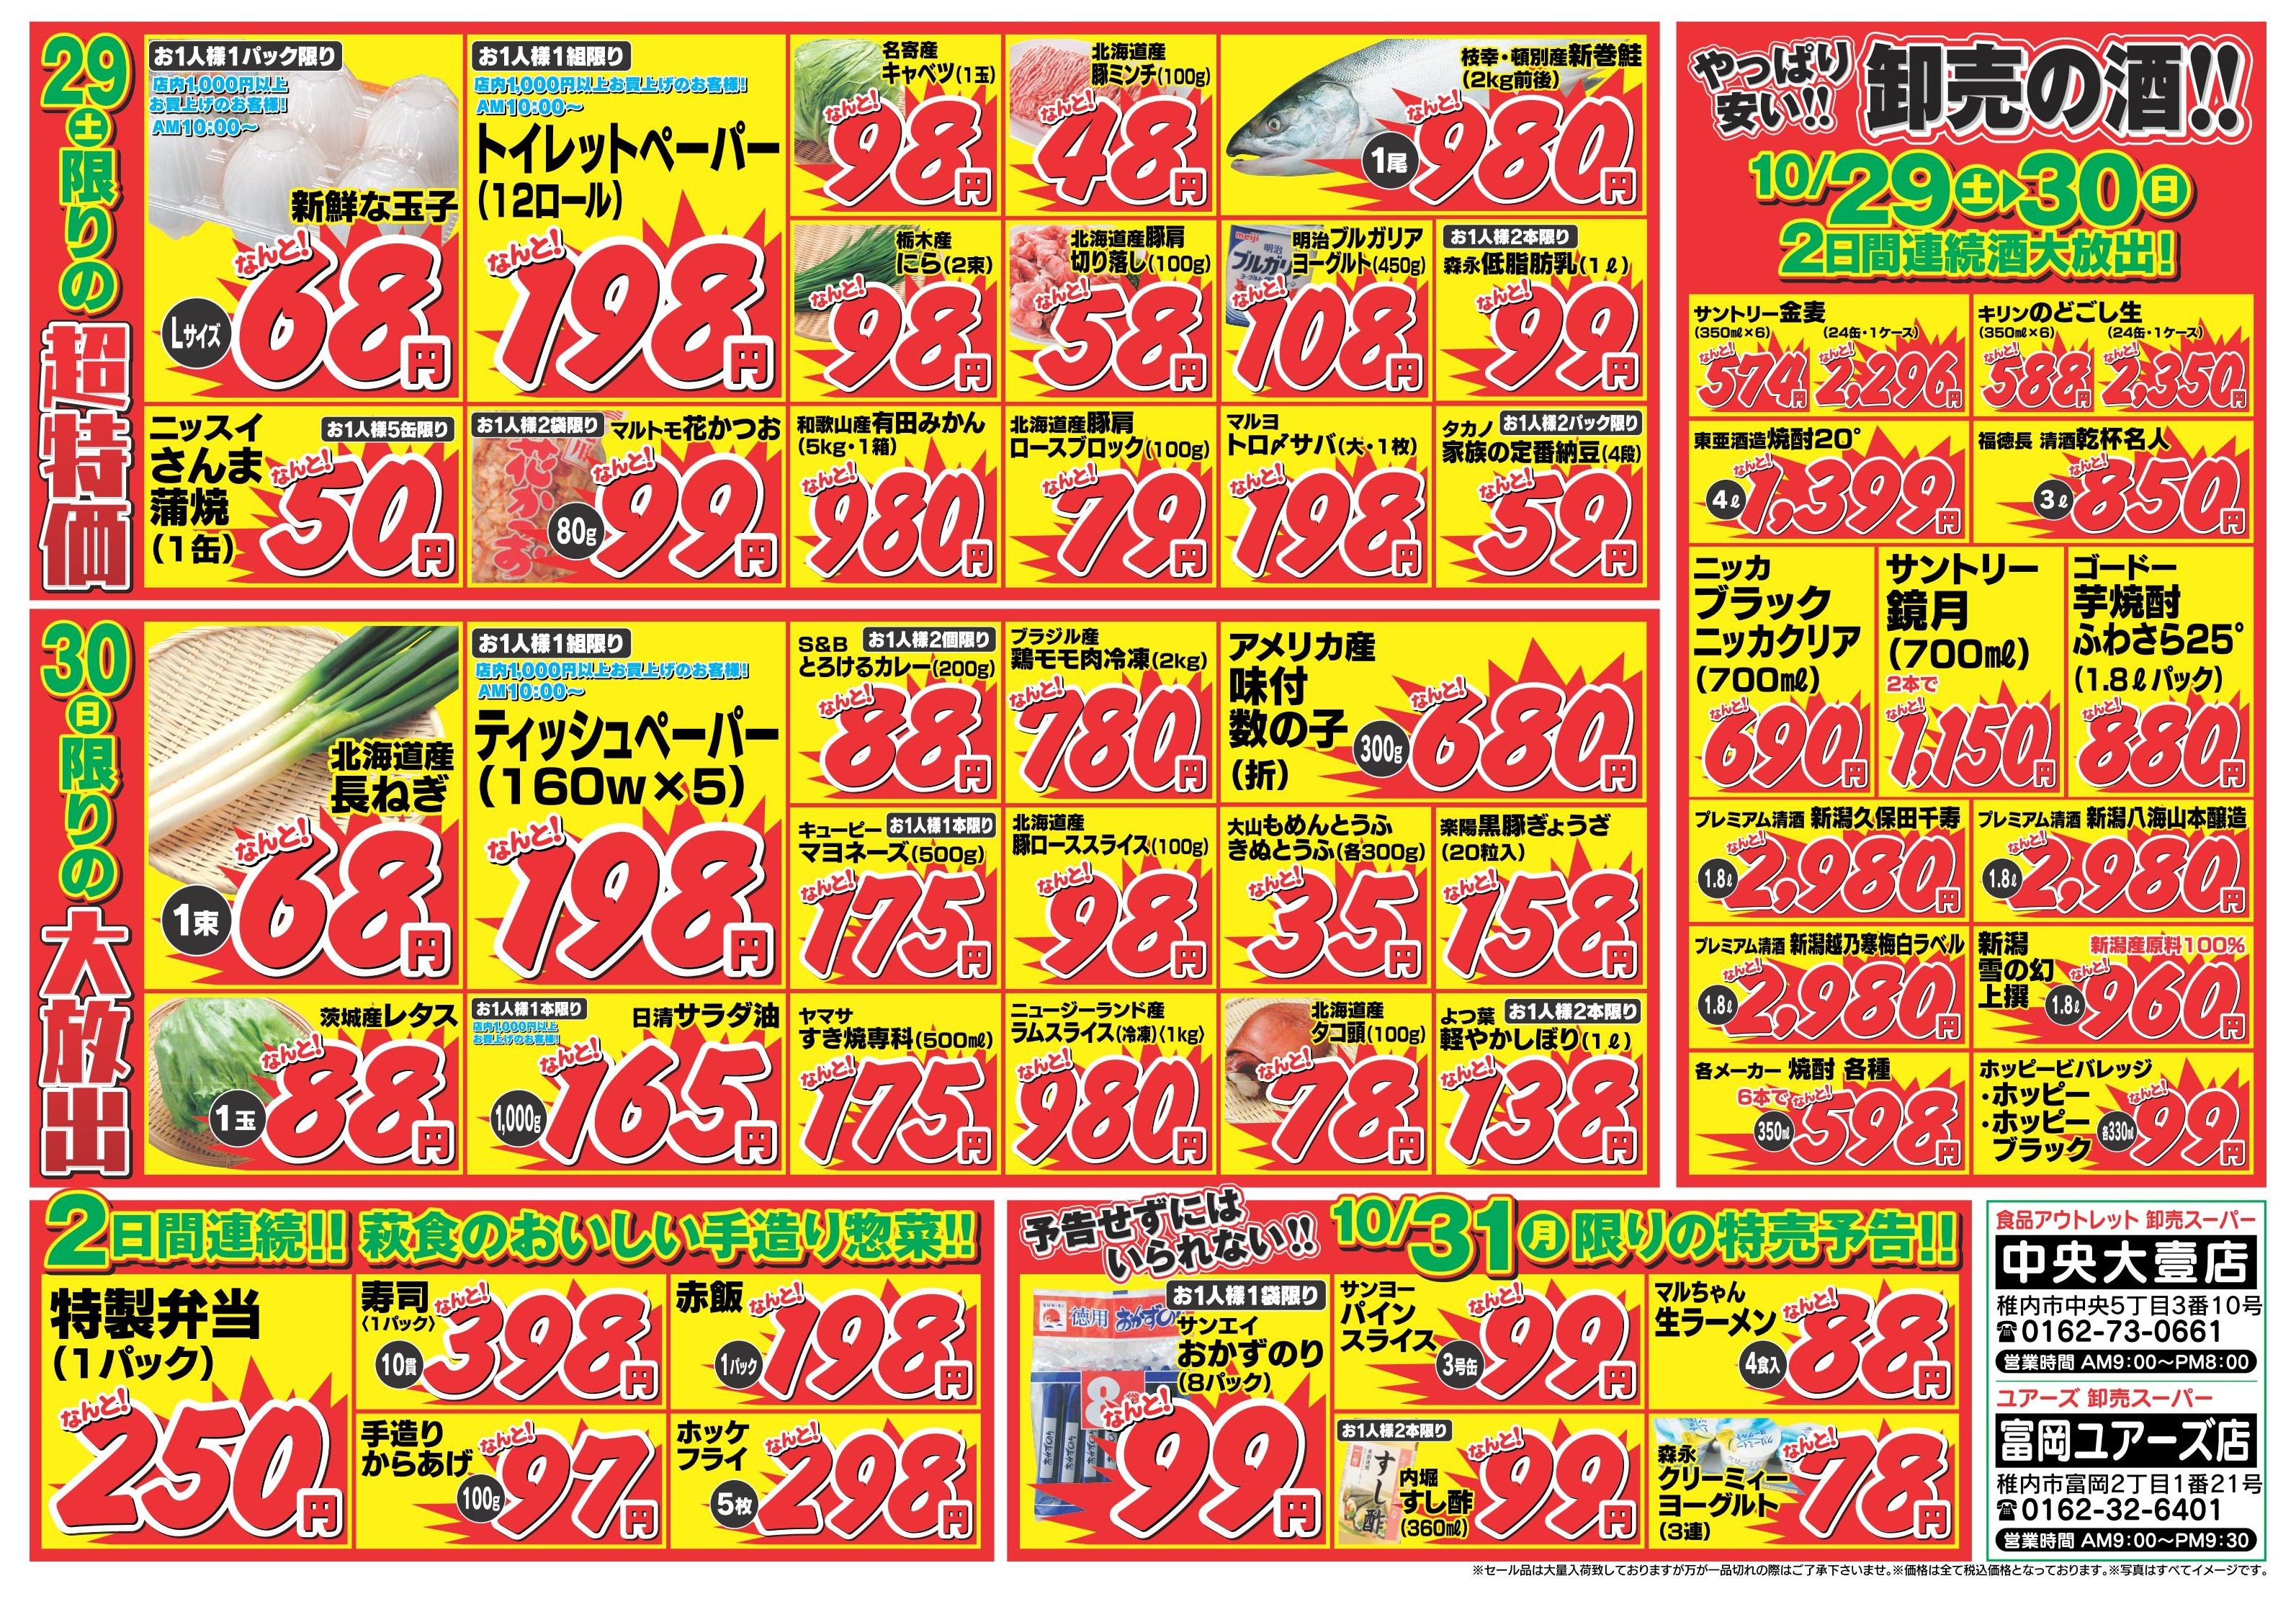 29土限りの超特価
お1人様1パック限り
店内1,000円以上
お買上げのお客様!
AM10:00～
新鮮な玉子
Lサイズ
なんと!
68円
お1人様1組限り
店内1,000円以上お買上げのお客様!
AM10:00～
トイレットペーパー
(12ロール)
なんと!
198円
名寄産
キャベツ(1玉)
なんと!
98円
北海道産
豚ミンチ(100g)
なんと!
48円
枝幸・頓別産新巻鮭
(2kg前後)
1尾
なんと!
980円
栃木産
にら(2束)
なんと!
98円
北海道産豚肩
切り落し(100g)
なんと!
58円
明治ブルガリア
ヨーグルト(450g)
なんと!
108円
お1人様2本限り
森永低脂肪乳(1ℓ)
なんと!
99円
ニッスイ
さんま
蒲焼
(1缶)
お1人様5缶限り
なんと!
50円
お1人様2袋限り
マルトモ花かつお
80g
なんと!
99円
和歌山産有田みかん
(5kg・1箱)
なんと!
980円
北海道産豚肩
ロースブロック(100g)
なんと!
79円
マルヨ
トロ〆サバ(大・1枚)
なんと!
198円
タカノ
お1人様2パック限り
家族の定番納豆(4段)
なんと!
59円
30日限りの大放出
北海道産
長ねぎ
1束
なんと!
68円
お1人様1組限り
店内1,000円以上お買上げのお客様!
AM10:00～
ティッシュペーパー
(160w×5)
なんと!
198円
S&B
お1人様2個限り
とろけるカレー(200g)
なんと!
88円
ブラジル産
鶏モモ肉冷凍(2kg)
なんと!
780円
アメリカ産
味付
数の子
(折)
300g
なんと!
680円
キューピー
お1人様1本限り
マヨネーズ(500g)
なんと!
175円
北海道産
豚ローススライス(100g)
なんと!
98円
大山もめんとうふ
きぬとうふ(各300g)
なんと!
35円
楽陽黒豚ぎょうざ
(20粒入)
なんと!
158円
茨城産レタス
1玉
なんと!
88円
お1人様1本限り
店内1,000円以上
お買上げのお客様!
日清サラダ油
1,000g
なんと!
165円
ヤマサ
すき焼専科(500㎖)
なんと!
175円
ニュージーランド産
ラムスライス(冷凍)(1kg)
なんと!
980円
北海道産
タコ頭(100g)
なんと!
78円
よつ葉
お1人様2本限り
軽やかしぼり(1ℓ)
なんと!
138円
やっぱり
安い!!
卸売の酒!!
10/29土▶30日
2日間連続酒大放出!
サントリー金麦
(350㎖×6)
(24缶・1ケース)
なんと!
574円
なんと!
2,296円
キリンのどごし生
(350㎖×6)
(24缶・1ケース)
なんと!
588円
なんと!
2,350円
東亜酒造焼酎20°
4ℓ
なんと!
1,399円
福徳長 清酒乾杯名人
3ℓ
なんと!
850円
ニッカ
ブラック
ニッカクリア
(700㎖)
なんと!
690円
サントリー
鏡月
(700㎖)
2本で
なんと!
1,150円
ゴードー
芋焼酎
ふわさら25°
(1.8ℓパック)
なんと!
880円
プレミアム清酒 新潟久保田千寿
1.8ℓ
なんと!
2,980円
プレミアム清酒 新潟八海山本醸造
1.8ℓ
なんと!
2,980円
プレミアム清酒 新潟越乃寒梅白ラベル
1.8ℓ
なんと!
2,980円
新潟
雪の幻
上撰
新潟産原料100%
1.8ℓ
なんと!
960円
各メーカー 焼酎 各種
6本で
350㎖
なんと!
598円
ホッピービバレッジ
・ホッピー
・ホッピー
ブラック
各330㎖
なんと!
99円
2日間連続!! 萩食のおいしい手造り惣菜!!
特製弁当
(1パック)
なんと!
250円
寿司
(1パック)
10貫
なんと!
398円
赤飯
1パック
なんと!
198円
手造り
からあげ
100g
なんと!
97円
ホッケ
フライ
5枚
なんと!
298円
予告せずには
いられない!!
10/31月限りの特売予告!!
お1人様1袋限り
サンエイ
おかずのり
(8パック)
なんと!
99円
サンヨー
パイン
スライス
3号缶
なんと!
99円
マルちゃん
生ラーメン
4食入
なんと!
88円
お1人様2本限り
内堀
すし酢
(360㎖)
なんと!
99円
森永
クリーミィー
ヨーグルト
(3連)
なんと!
78円
食品アウトレット 卸売スーパー
中央大壹店
稚内市中央5丁目3番10号
☎0162-73-0661
営業時間 AM9:00～PM8:00
ユアーズ 卸売スーパー
富岡ユアーズ店
稚内市富岡2丁目1番21号
☎0162-32-6401
営業時間 AM9:00～PM9:30
※セール品は大量入荷致しておりますが万が一品切れの際はご了承下さいませ。※価格は全て税込価格となっております。※写真はすべてイメージです。